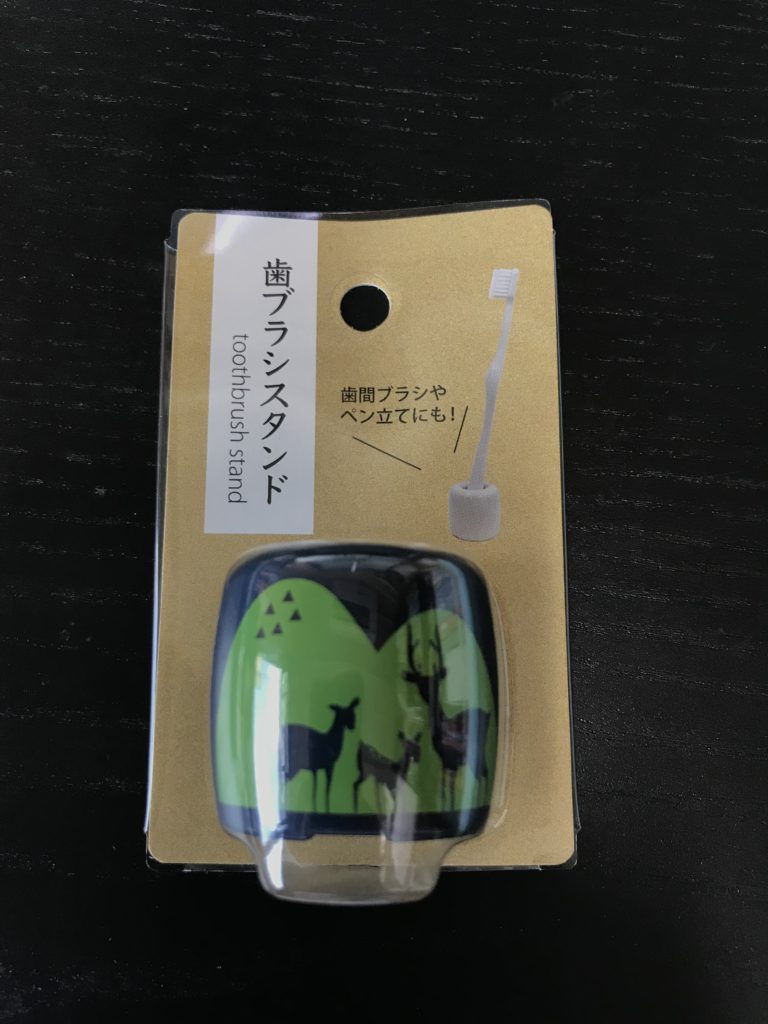 歯ブラシスタンド
toothbrush stand
歯間ブラシや
ペン立てにも!